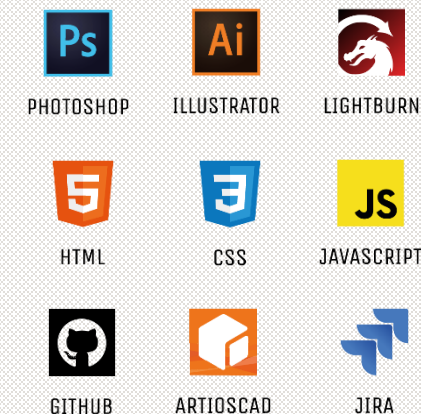 Ps Ai
PHOTOSHOP ILLUSTRATOR LIGHTBURN
5 3 JS
HTML CSS JAVASCRIPT
GITHUB ARTIOSCAD JIRA